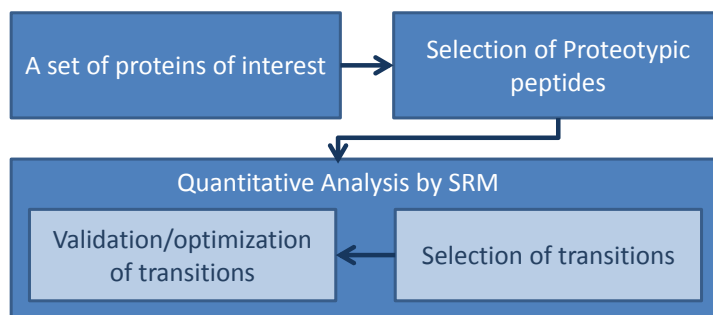 A set of proteins of interest
Selection of Proteotypic
peptides
Quantitative Analysis by SRM
Validation/optimization
of transitions
Selection of transitions